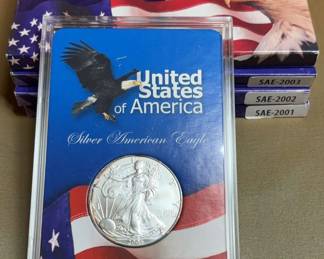 United
States
of America
Silver American Eagle
SAE-2003
SAE-2002
SAE-2001